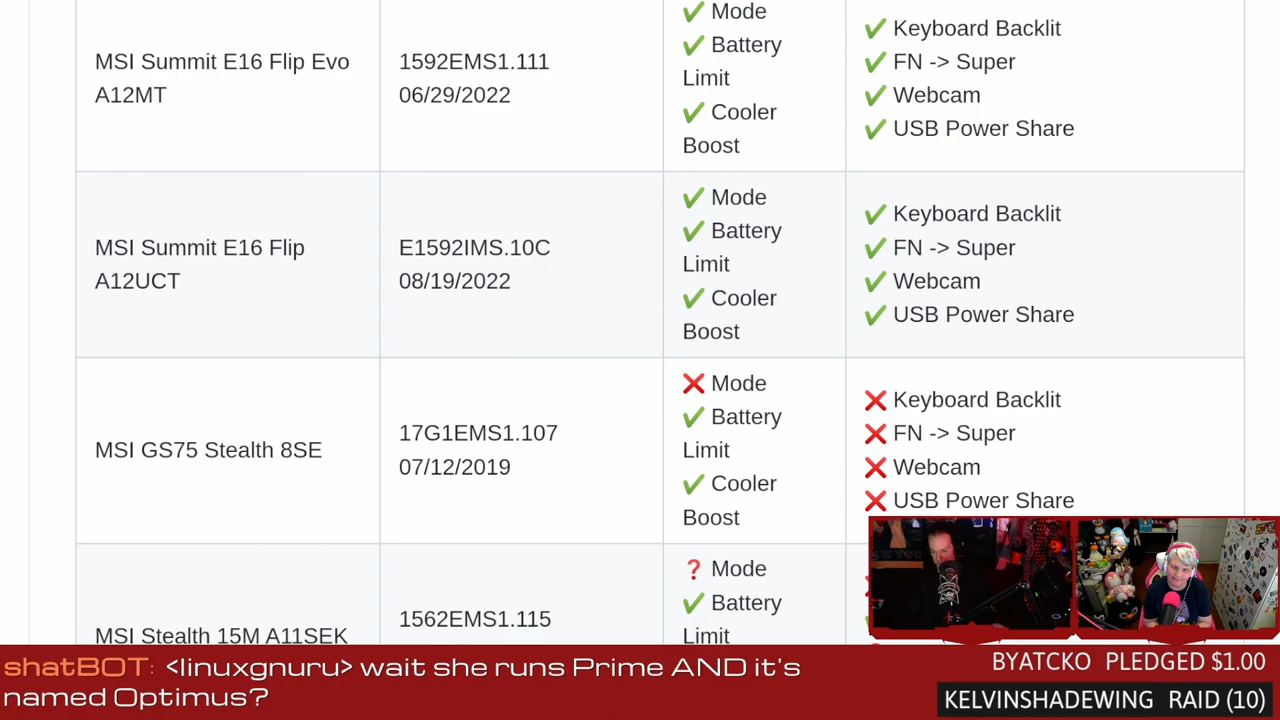 ✔ Mode
MSI Summit E16 Flip Evo
A12MT
1592EMS1.111
06/29/2022
✔ Battery
Limit
✔ Cooler
Boost
✔ Keyboard Backlit
✔ FN -> Super
✔ Webcam
✔ USB Power Share
MSI Summit E16 Flip
A12UCT
E1592IMS.10C
08/19/2022
✔ Mode
✔ Battery
Limit
✔ Cooler
Boost
✔ Keyboard Backlit
✔ FN -> Super
✔ Webcam
✔ USB Power Share
MSI GS75 Stealth 8SE
17G1EMS1.107
07/12/2019
❌ Mode
✔ Battery
Limit
✔ Cooler
Boost
❌ Keyboard Backlit
❌ FN -> Super
❌ Webcam
❌ USB Power Share
MSI Stealth 15M A11SEK
1562EMS1.115
❓ Mode
✔ Battery
Limit
shatBOT: <linuxgnuru> wait she runs Prime AND it's
named Optimus?
BYATCKO PLEDGED $1.00
KELVINSHADEWING RAID (10)